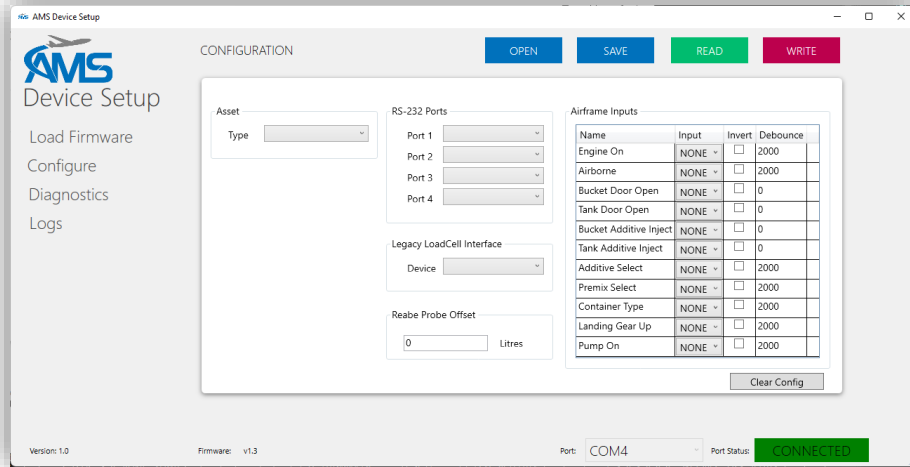 AMS AMS Device Setup
AMS
Device Setup
Load Firmware
Configure
Diagnostics
Logs
CONFIGURATION
OPEN SAVE READ WRITE
Asset
Type
RS-232 Ports
Port 1
Port 2
Port 3
Port 4
Legacy LoadCell Interface
Device
Reabe Probe Offset
0 Litres
Airframe Inputs
Name Input Invert Debounce
Engine On NONE 2000
Airborne NONE 2000
Bucket Door Open NONE 0
Tank Door Open NONE 0
Bucket Additive Inject NONE 0
Tank Additive Inject NONE 0
Additive Select NONE 2000
Premix Select NONE 2000
Container Type NONE 2000
Landing Gear Up NONE 2000
Pump On NONE 2000
Clear Config
Version: 1.0 Firmware: v1.3 Port: COM4 Port Status: CONNECTED